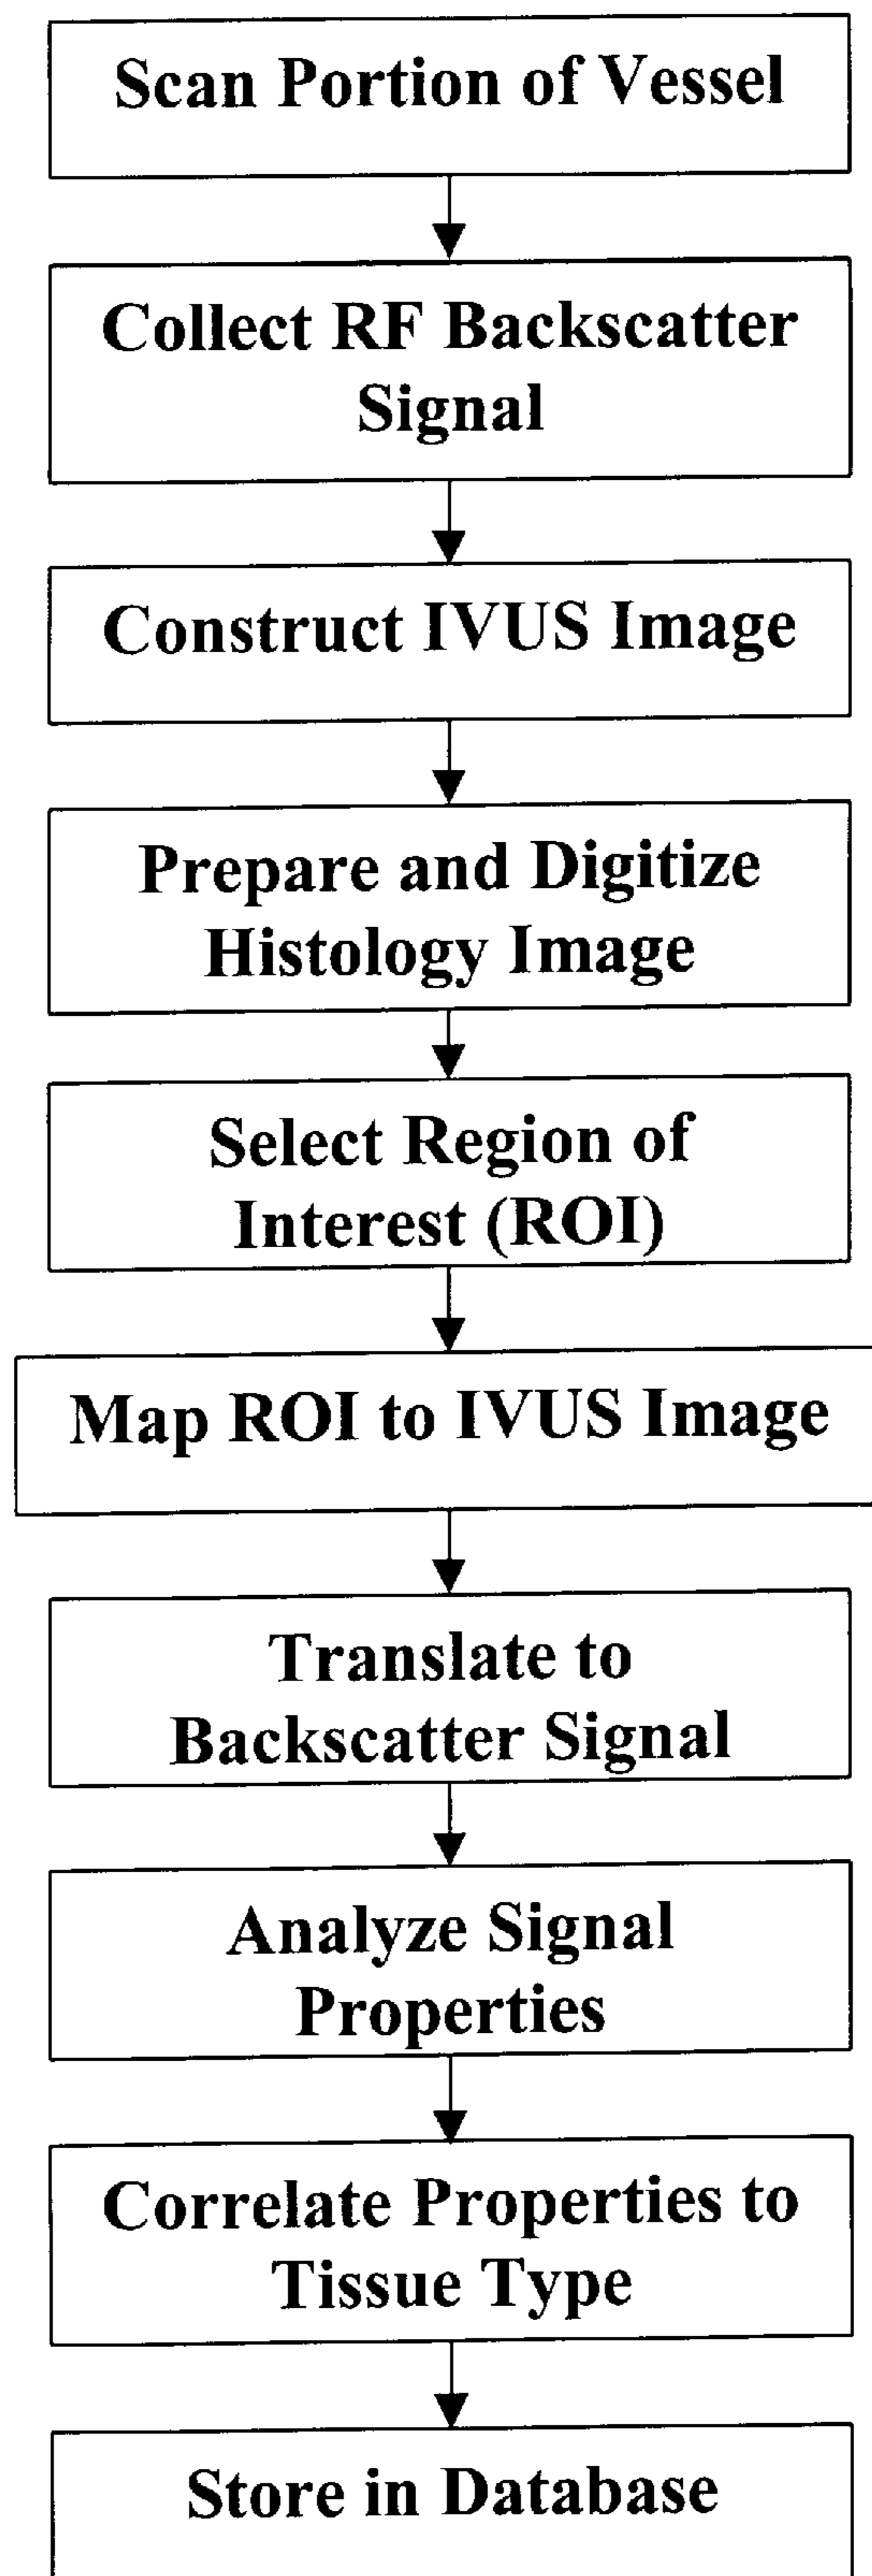 Scan Portion of Vessel
Collect RF Backscatter
Signal
Construct IVUS Image
Prepare and Digitize
Histology Image
Select Region of
Interest (ROI)
Map ROI to IVUS Image
Translate to
Backscatter Signal
Analyze Signal
Properties
Correlate Properties to
Tissue Type
Store in Database